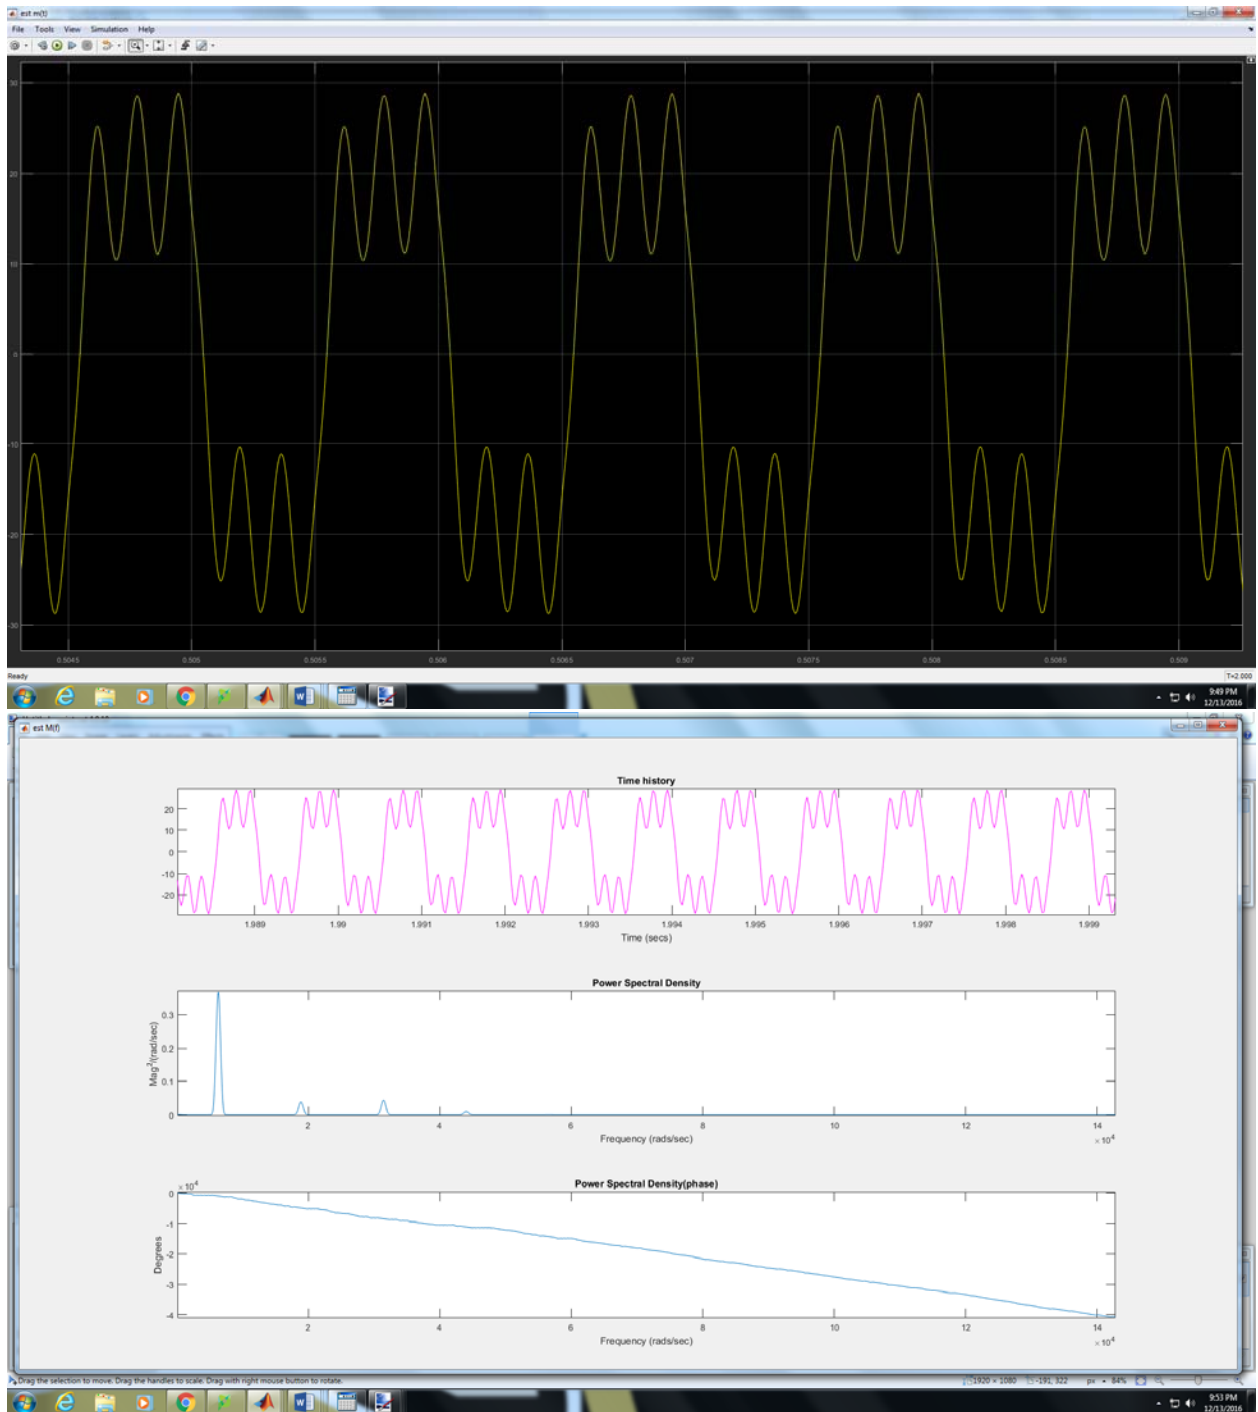 est m(t)
File Tools View Simulation Help
30
20
10
0
-10
-20
-30
0.5045 0.505 0.5055 0.506 0.5065 0.507 0.5075 0.508 0.5085 0.509
Ready T=2.000
9:49 PM
12/13/2016
est M(f)
Time history
20
10
0
-10
-20
1.989 1.99 1.991 1.992 1.993 1.994 1.995 1.996 1.997 1.998 1.999
Time (secs)
Power Spectral Density
Mag²/(rad/sec)
0.3
0.2
0.1
0
2 4 6 8 10 12 14
× 10⁴
Frequency (rads/sec)
Power Spectral Density(phase)
× 10⁴
Degrees
0
-1
-2
-3
-4
2 4 6 8 10 12 14
× 10⁴
Frequency (rads/sec)
Drag the selection to move. Drag the handles to scale. Drag with right mouse button to rotate. 1920 × 1080 -191, 322 px 84%
9:53 PM
12/13/2016